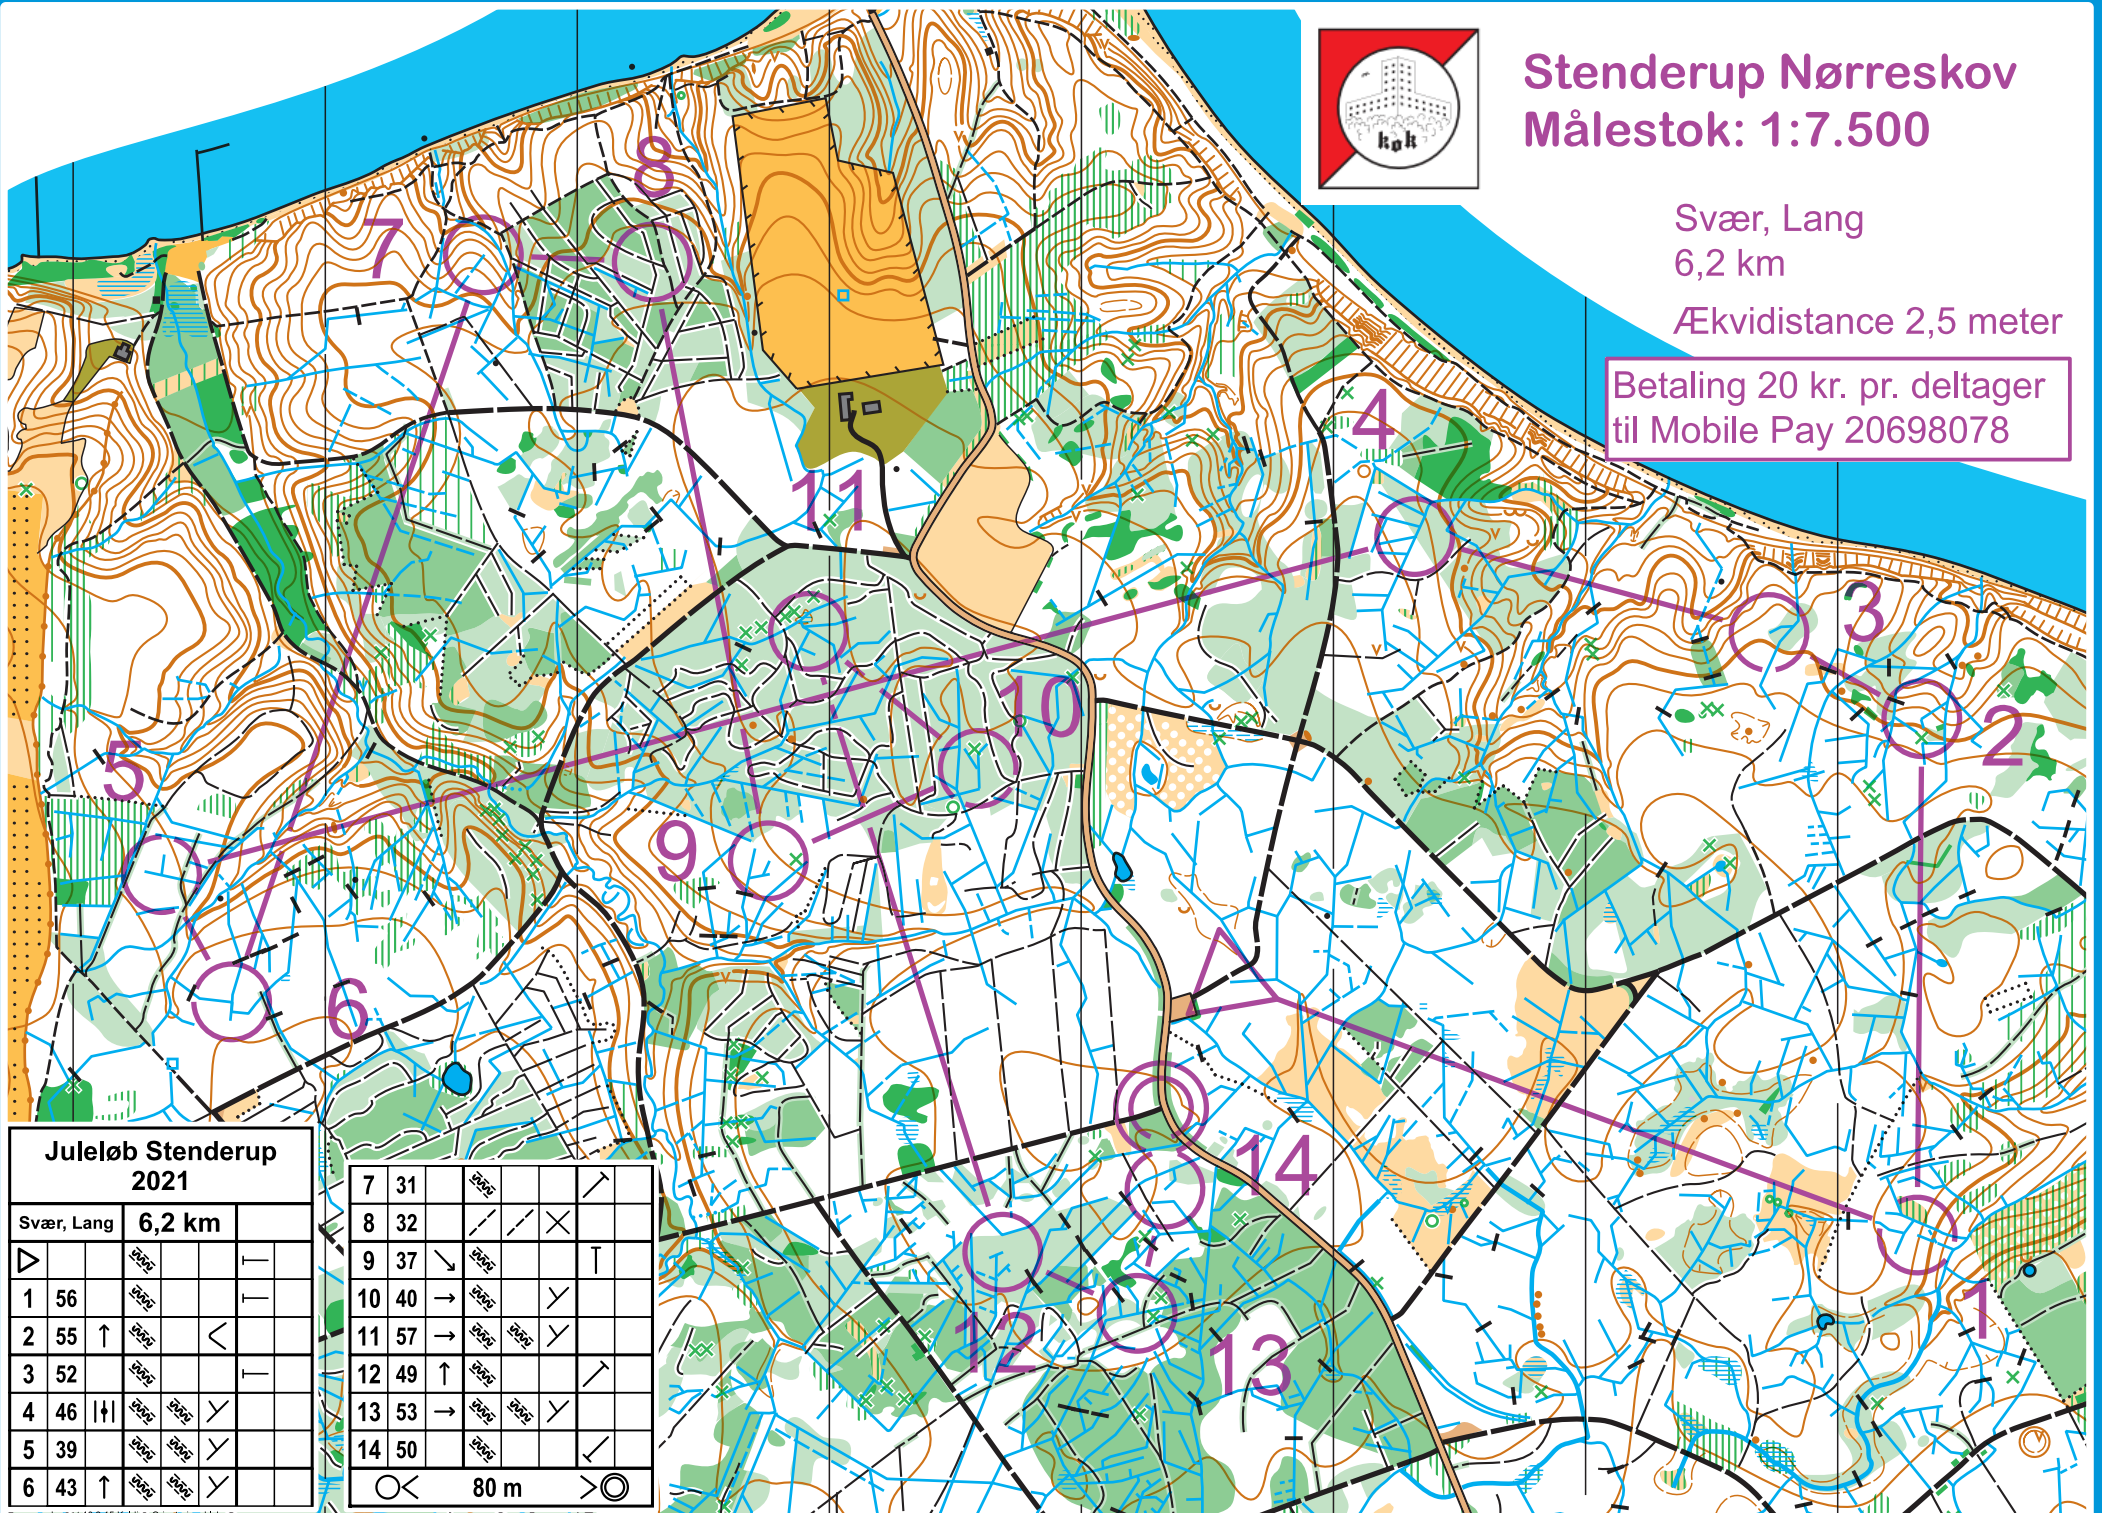 Stenderup Nørreskov
Målestok: 1:7.500
kok
Svær, Lang
6,2 km
Ækvidistance 2,5 meter
Betaling 20 kr. pr. deltager
til Mobile Pay 20698078
8
7
4
11
3
10
2
5
9
6
14
12
13
1
Juleløb Stenderup
2021
Svær, Lang 6,2 km
1 56
2 55
3 52
4 46
5 39
6 43
7 31
8 32
9 37
10 40
11 57
12 49
13 53
14 50
80 m